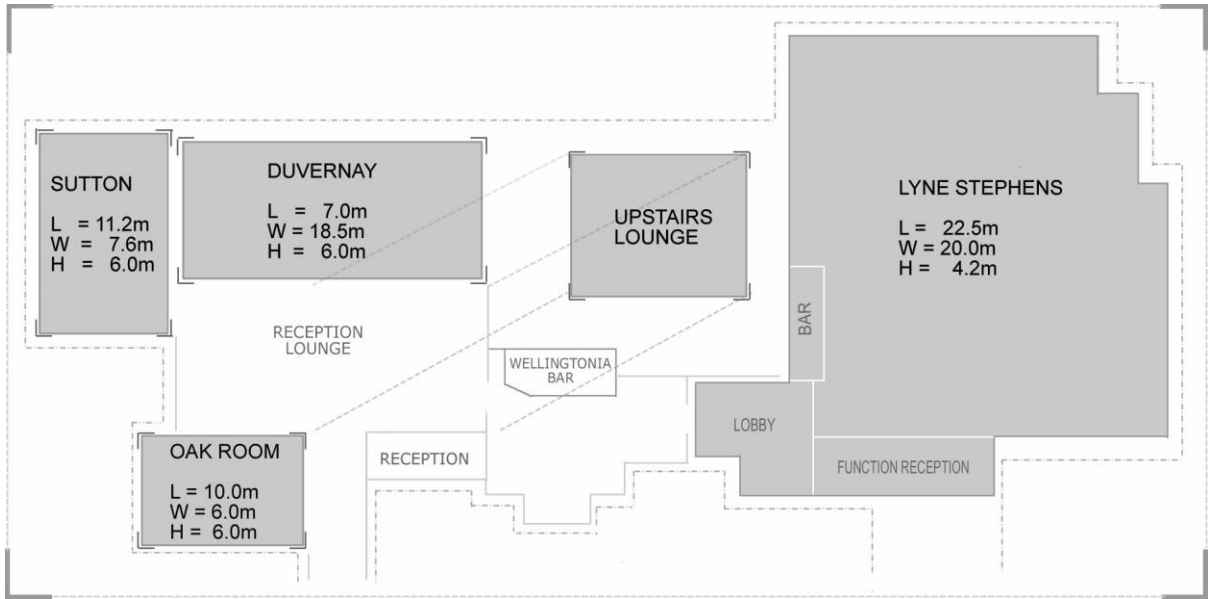 SUTTON
L = 11.2m
W = 7.6m
H = 6.0m
DUVERNAY
L = 7.0m
W = 18.5m
H = 6.0m
UPSTAIRS
LOUNGE
LYNE STEPHENS
L = 22.5m
W = 20.0m
H = 4.2m
BAR
RECEPTION
LOUNGE
WELLINGTONIA
BAR
LOBBY
FUNCTION RECEPTION
OAK ROOM
L = 10.0m
W = 6.0m
H = 6.0m
RECEPTION